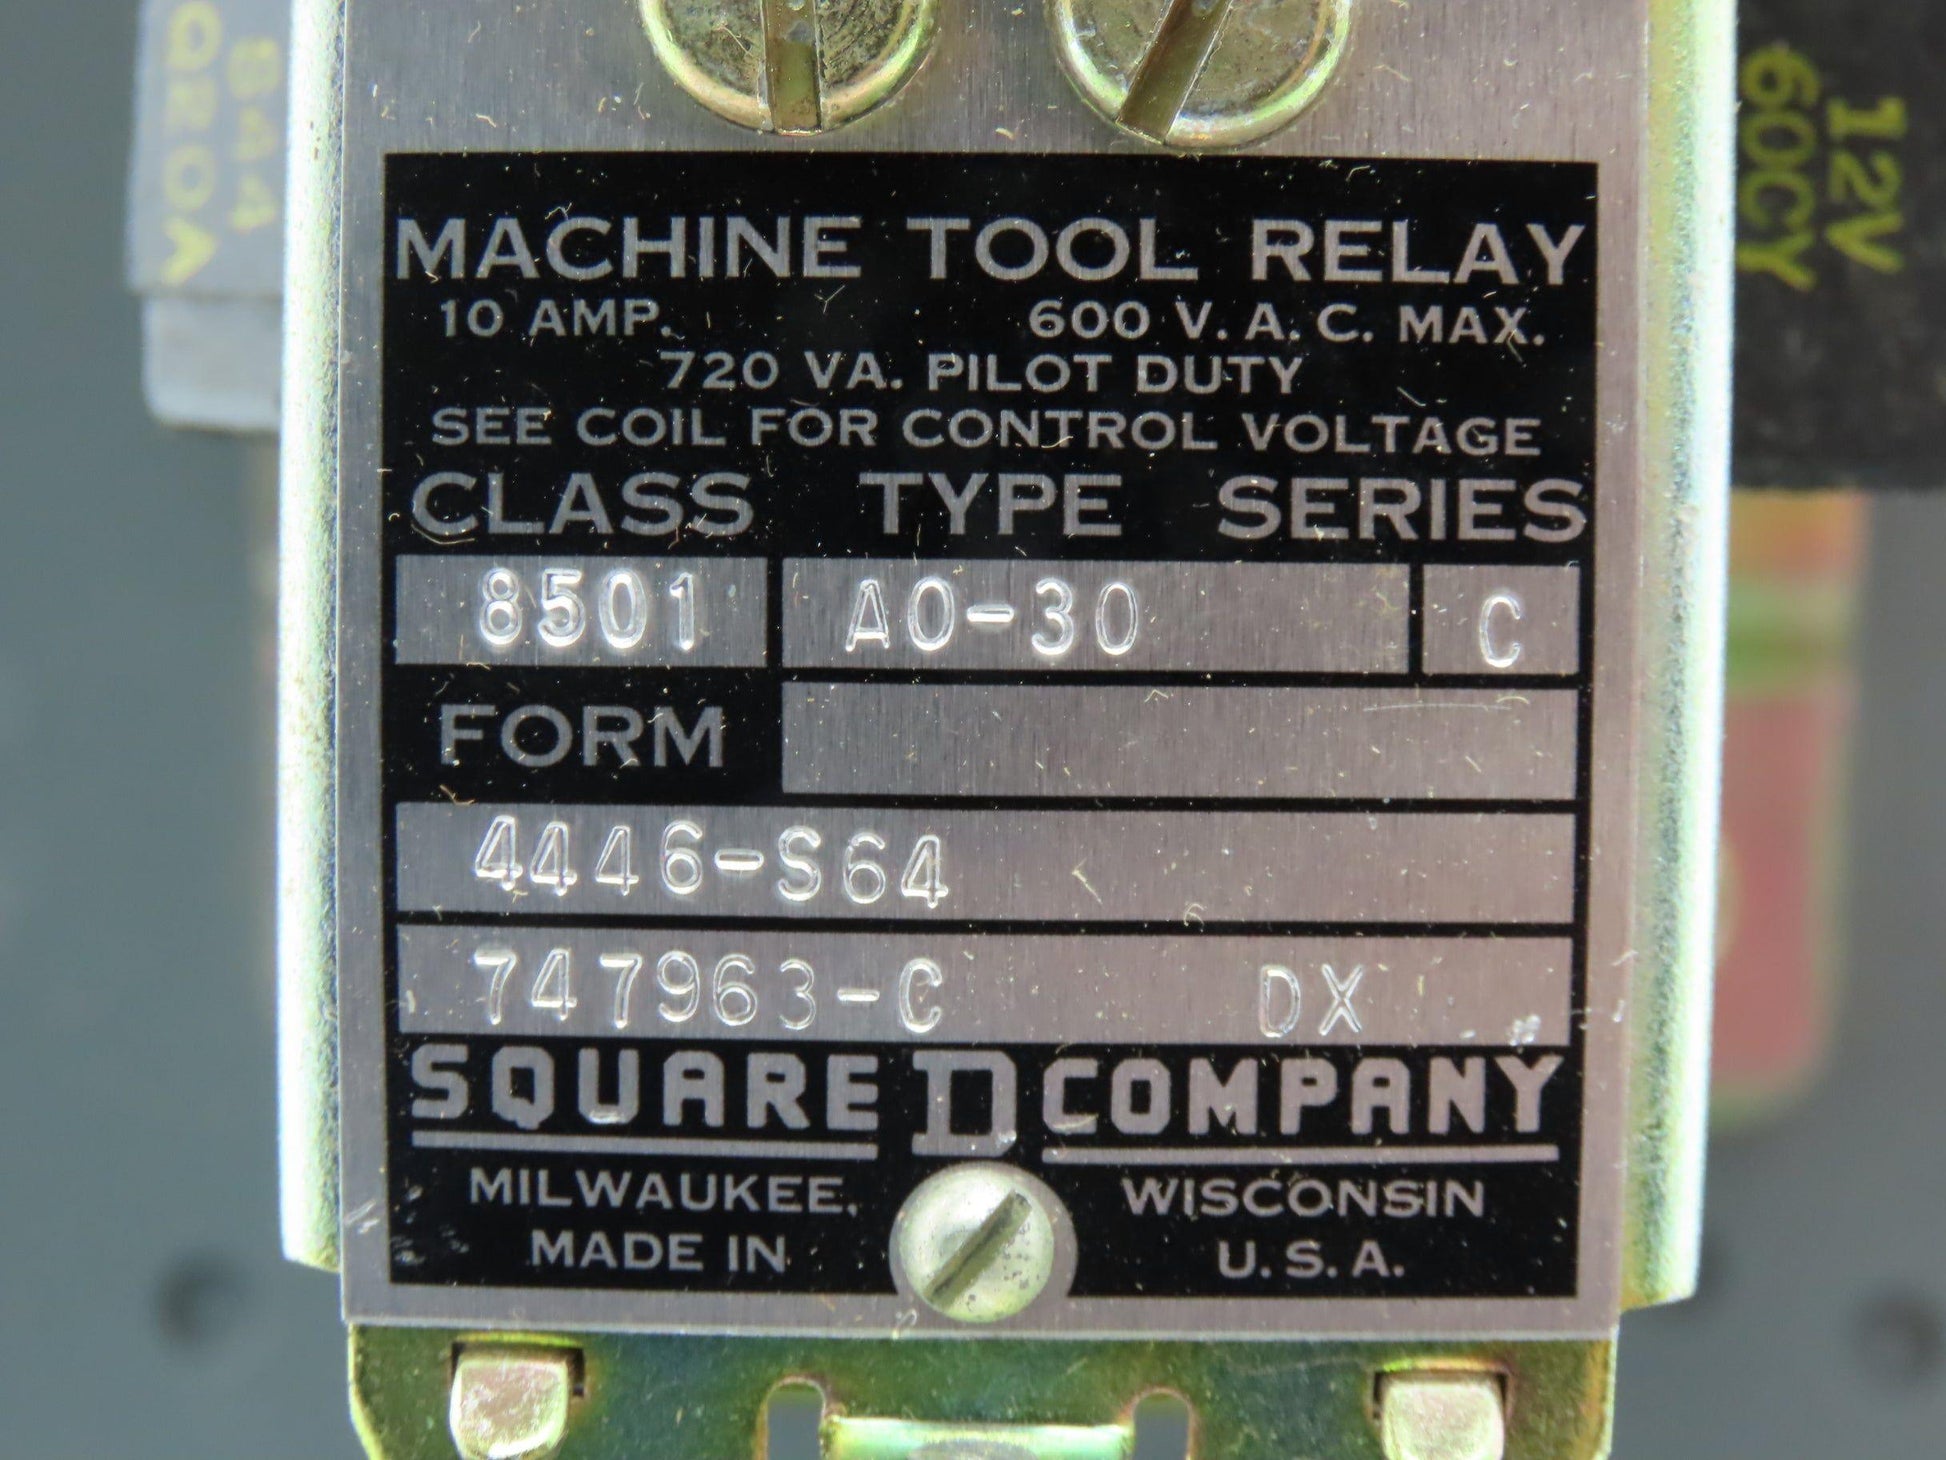 MACHINE TOOL RELAY
10 AMP. 600 V. A. C. MAX.
720 VA. PILOT DUTY
SEE COIL FOR CONTROL VOLTAGE
CLASS TYPE SERIES
8501 AO-30 C
FORM
4446-S64
747963-C DX
SQUARE D COMPANY
MILWAUKEE, WISCONSIN
MADE IN U. S. A.
12V
60CY